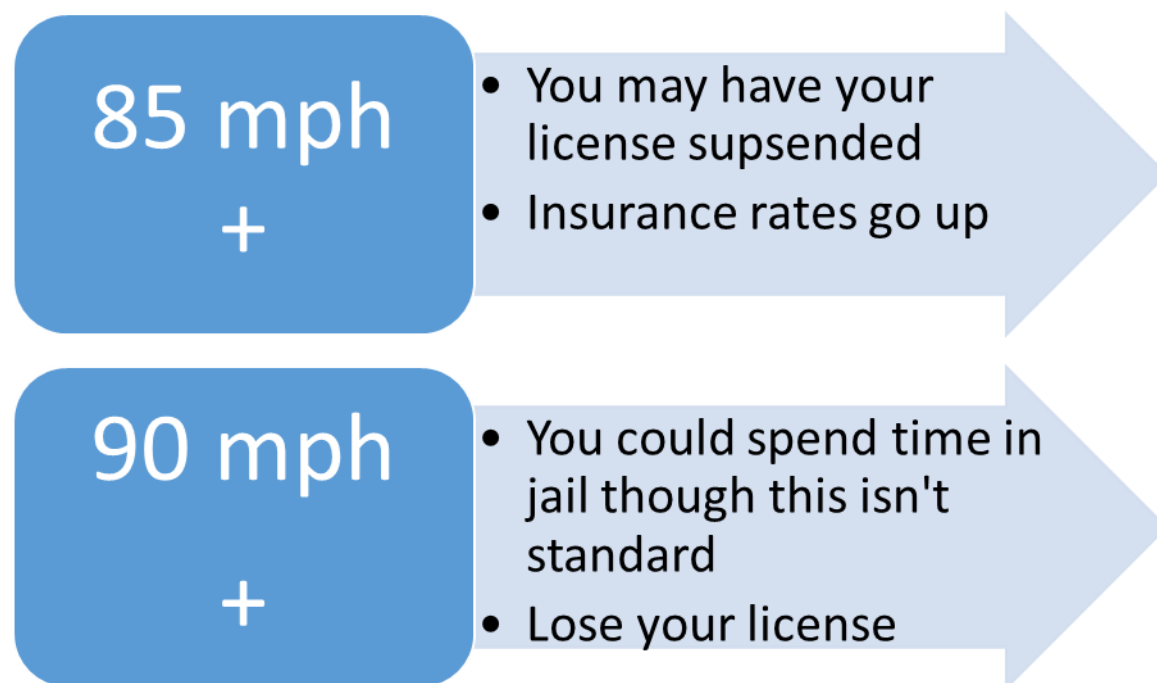 85 mph
+
• You may have your
license supsended
• Insurance rates go up
90 mph
+
• You could spend time in
jail though this isn't
standard
• Lose your license